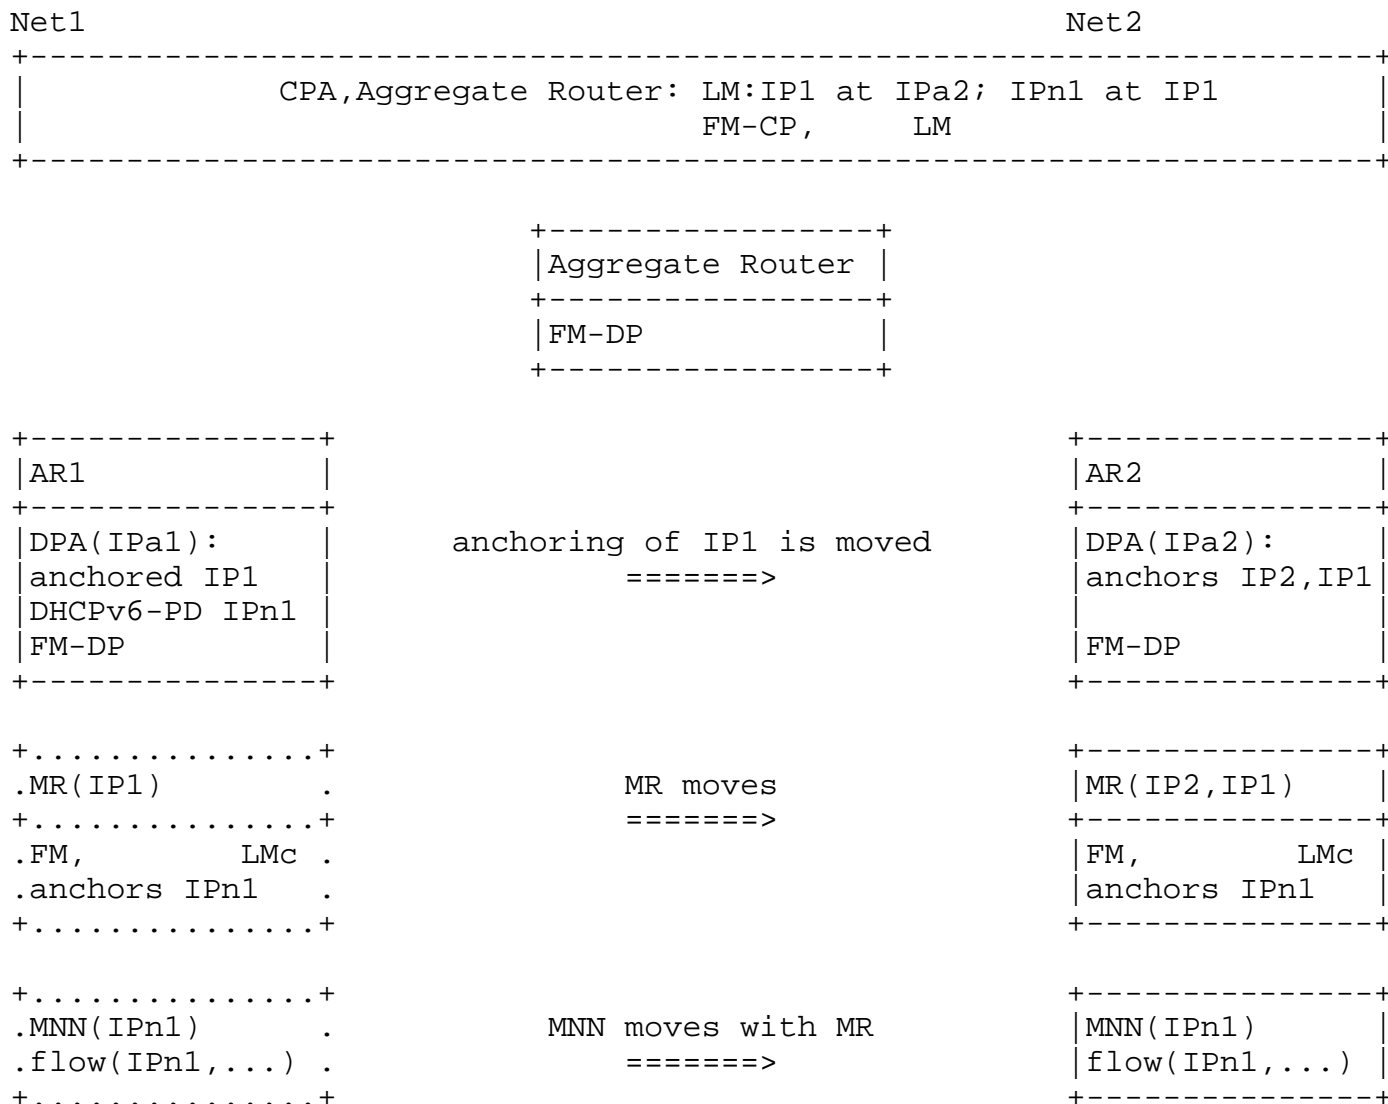 Net1                                                   Net2
+----------------------------------------------------------------------+
|             CPA,Aggregate Router: LM:IP1 at IPa2; IPn1 at IP1        |
|                                   FM-CP,     LM                      |
+----------------------------------------------------------------------+
                           +-----------------+
                           |Aggregate Router |
                           +-----------------+
                           |FM-DP            |
                           +-----------------+
+---------------+                                      +---------------+
|AR1            |                                      |AR2            |
+---------------+                                      +---------------+
|DPA(IPa1):     |      anchoring of IP1 is moved       |DPA(IPa2):     |
|anchored IP1   |               =======>               |anchors IP2,IP1|
|DHCPv6-PD IPn1 |                                      |               |
|FM-DP          |                                      |FM-DP          |
+---------------+                                      +---------------+
+...............+                                      +---------------+
.MR(IP1)        .               MR moves               |MR(IP2,IP1)    |
+...............+               =======>               +---------------+
.FM,        LMc .                                      |FM,        LMc |
.anchors IPn1   .                                      |anchors IPn1   |
+...............+                                      +---------------+
+...............+                                      +---------------+
.MNN(IPn1)      .           MNN moves with MR          |MNN(IPn1)      |
.flow(IPn1,...) .               =======>               |flow(IPn1,...) |
+...............+                                      +---------------+